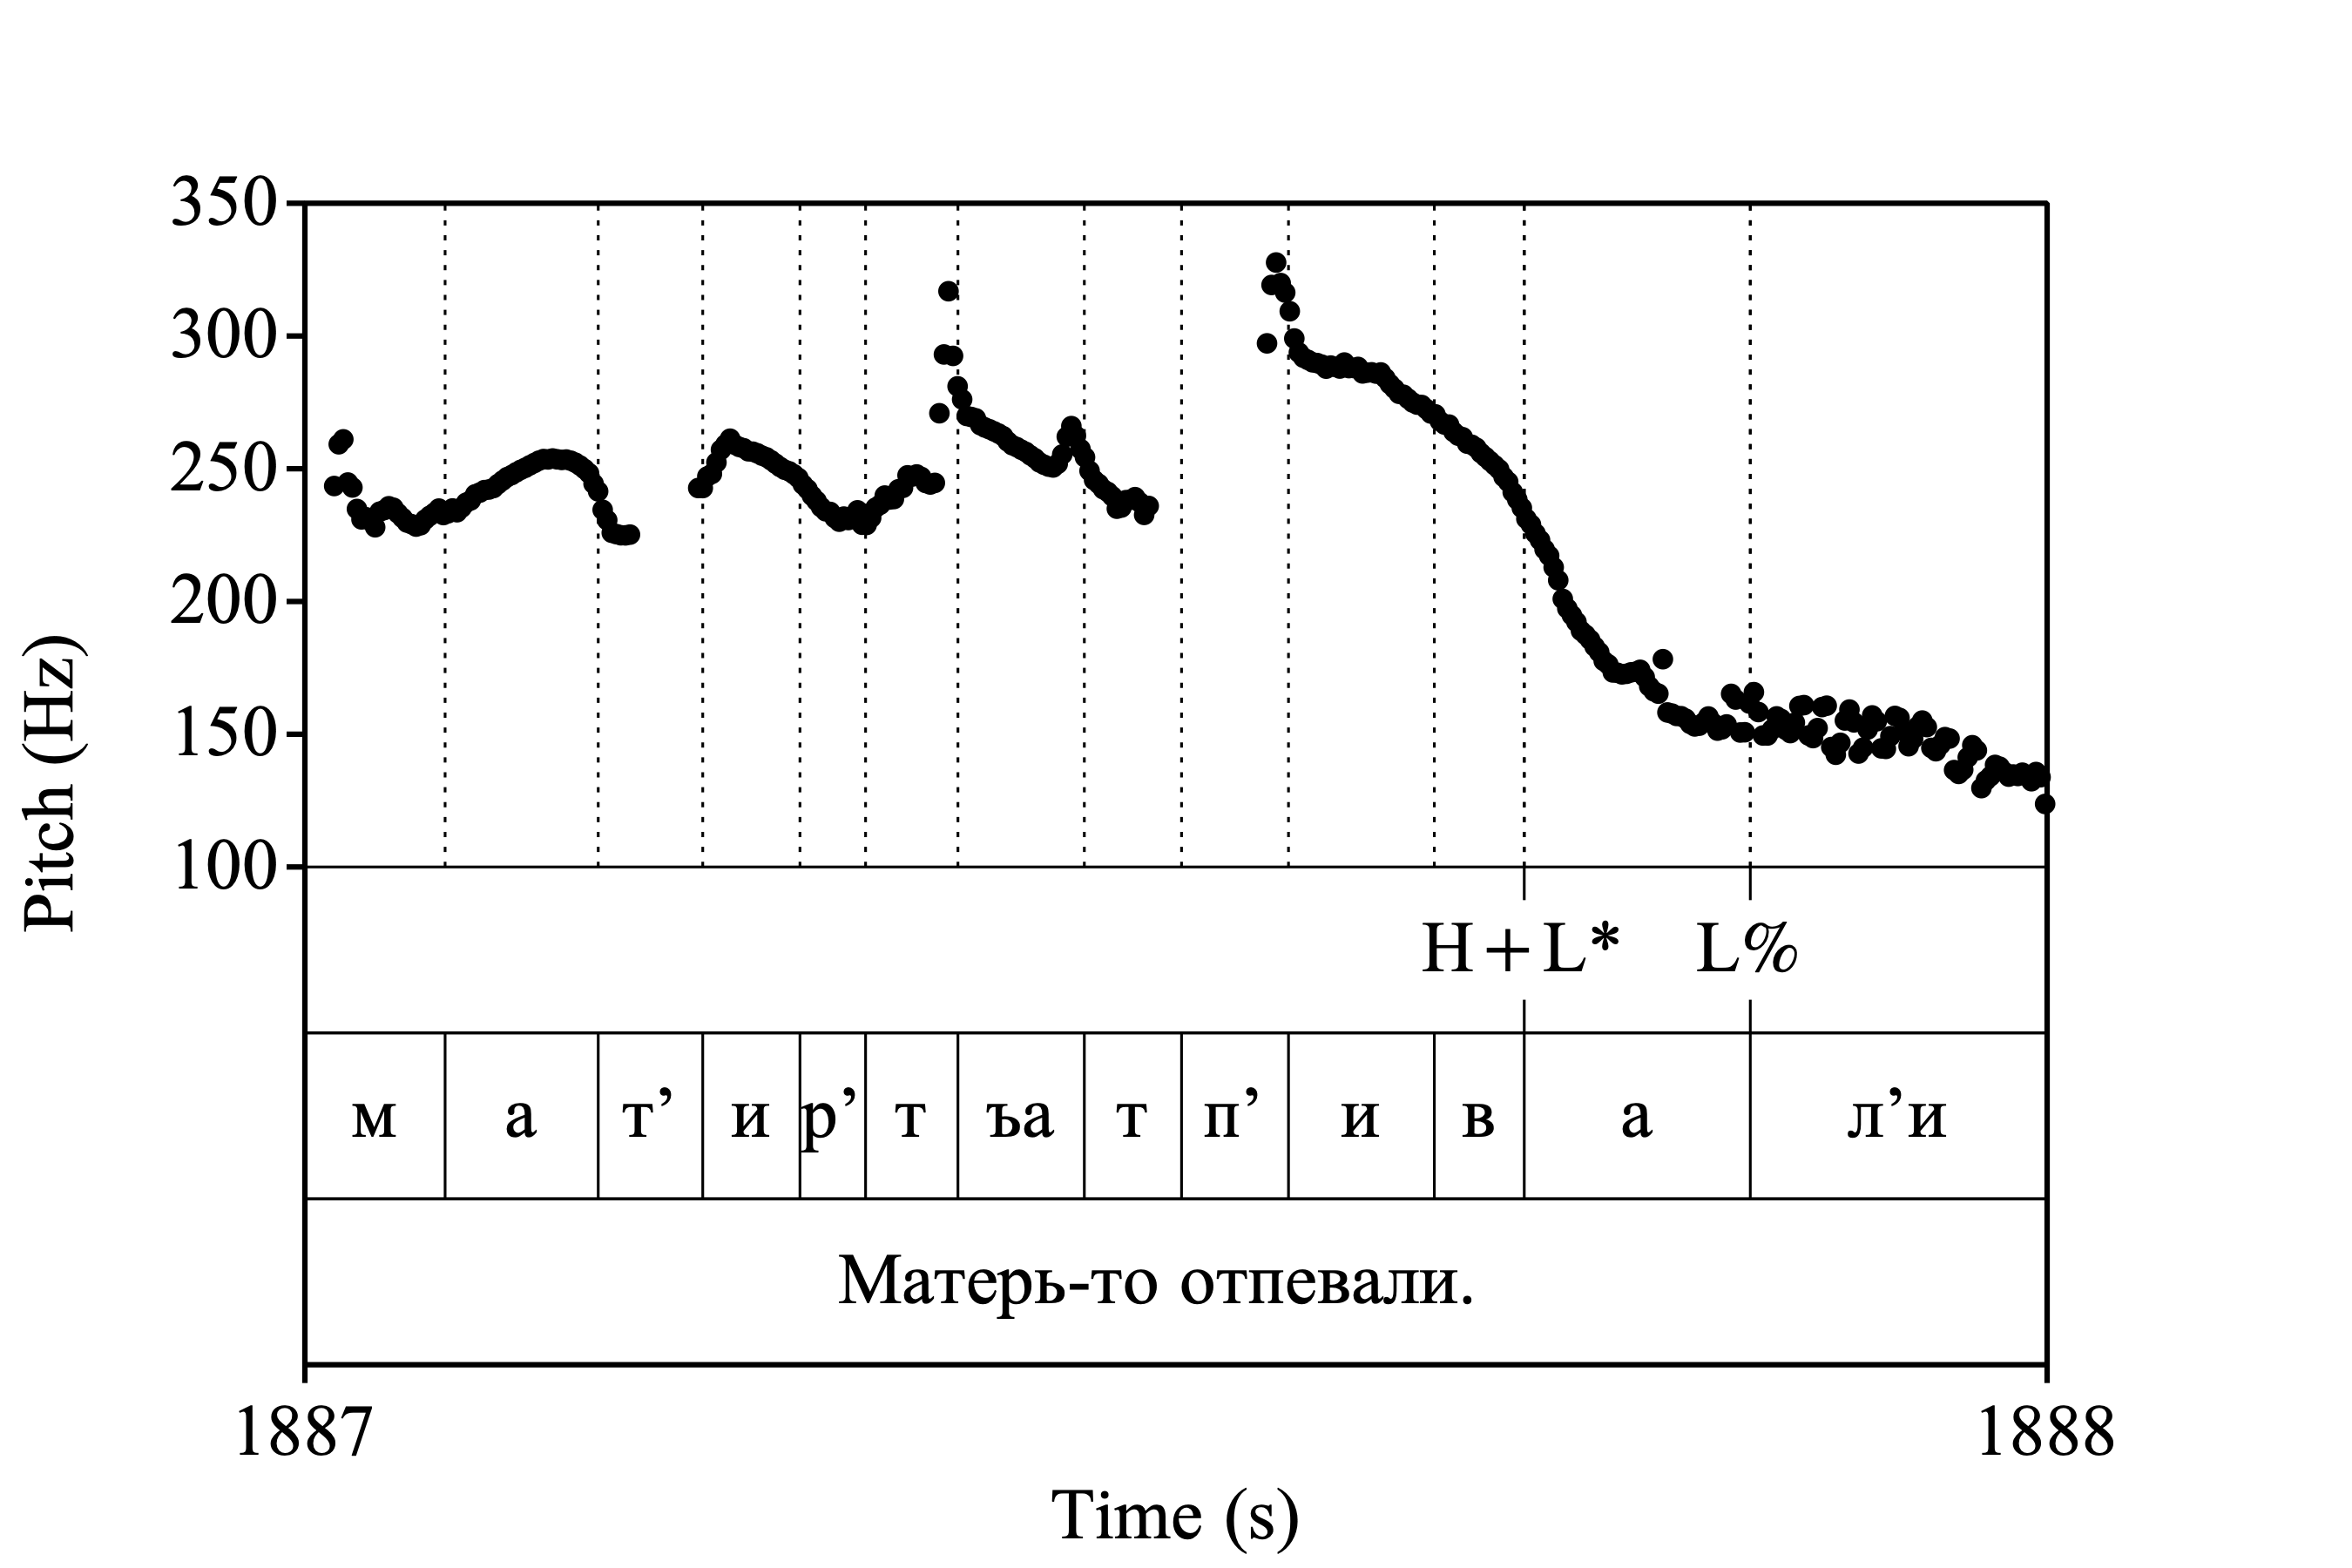 350
300
250
200
150
100
Pitch (Hz)
H+L* L%
м а т’ и р’ т ъа т п’ и в а л’и
Матерь-то отпевали.
1887 1888
Time (s)